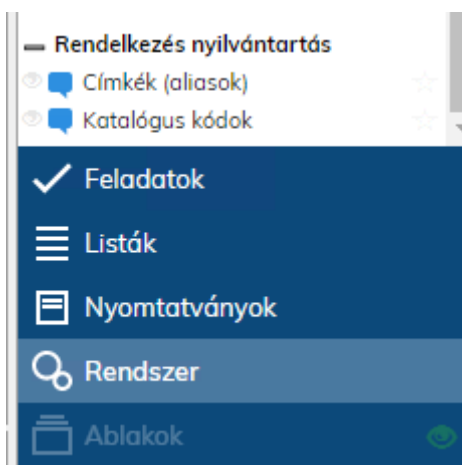 Rendelkezés nyilvántartás
Címkék (aliasok)
Katalógus kódok
Feladatok
Listák
Nyomtatványok
Rendszer
Ablakok